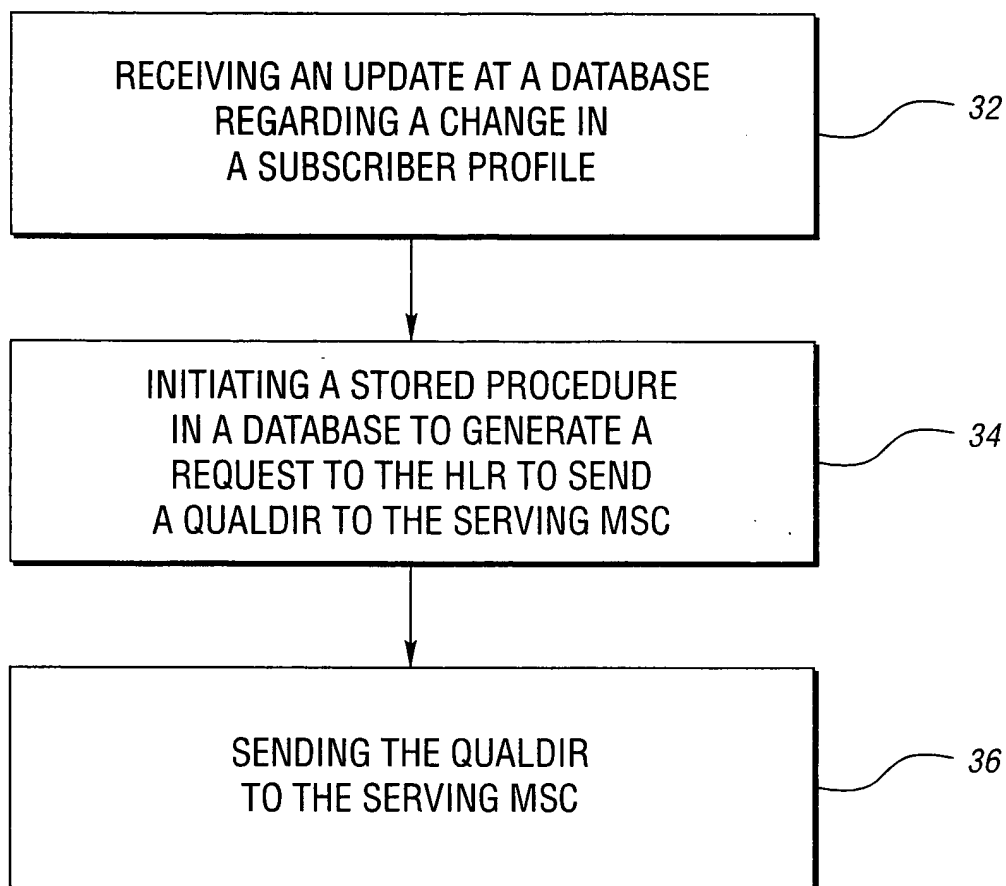 RECEIVING AN UPDATE AT A DATABASE
REGARDING A CHANGE IN
A SUBSCRIBER PROFILE
32
INITIATING A STORED PROCEDURE
IN A DATABASE TO GENERATE A
REQUEST TO THE HLR TO SEND
A QUALDIR TO THE SERVING MSC
34
SENDING THE QUALDIR
TO THE SERVING MSC
36